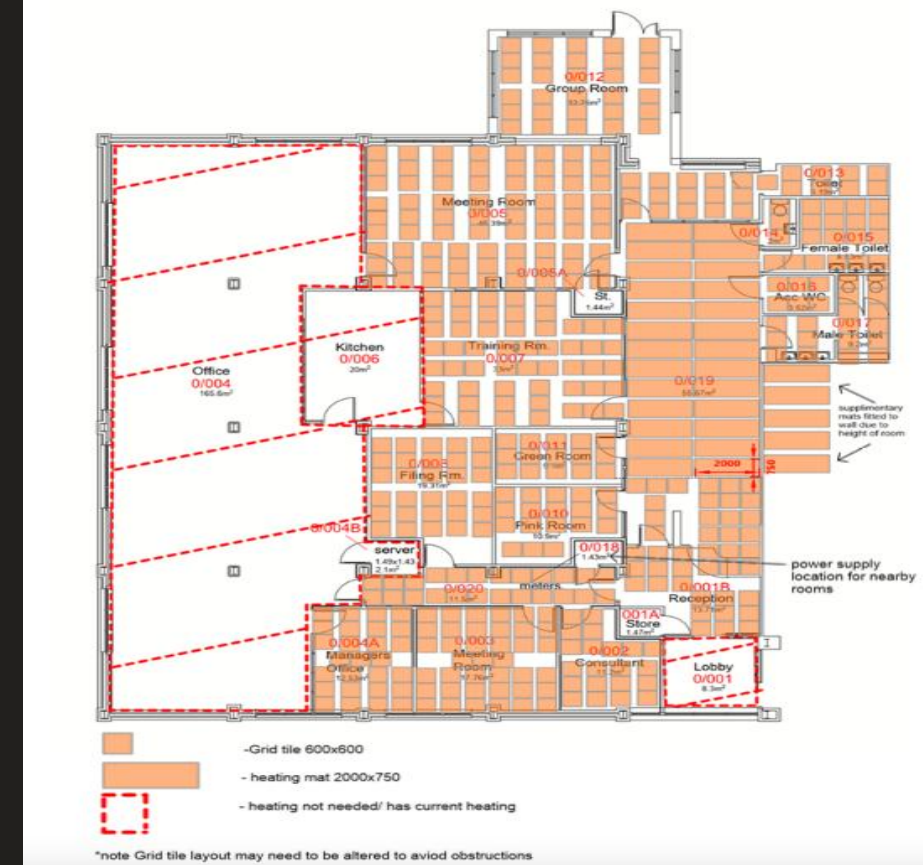 0/012
Group Room
0/013
Toilet
Meeting Room
0/005
0/014
0/015
Female Toilet
0/005A
St.
1.44m²
0/016
Acc WC
0/017
Male Toilet
Kitchen
0/006
20m²
Training Rm.
0/007
Office
0/004
165.6m²
0/019
supplimentary
mats fitted to
wall due to
height of room
2000
750
0/011
Green Room
0/008
Filing Rm.
19.31m²
0/010
Pink Room
10.9m²
0/004B
server
1.49x1.43
2.1m²
0/018
1.43m²
power supply
location for nearby
rooms
0/020
meters
0/001B
Reception
001A
Store
1.47m²
0/004A
Managers
Office
0/003
Meeting
Room
17.76m²
0/002
Consultant
Lobby
0/001
8.3m²
-Grid tile 600x600
- heating mat 2000x750
- heating not needed/ has current heating
*note Grid tile layout may need to be altered to aviod obstructions